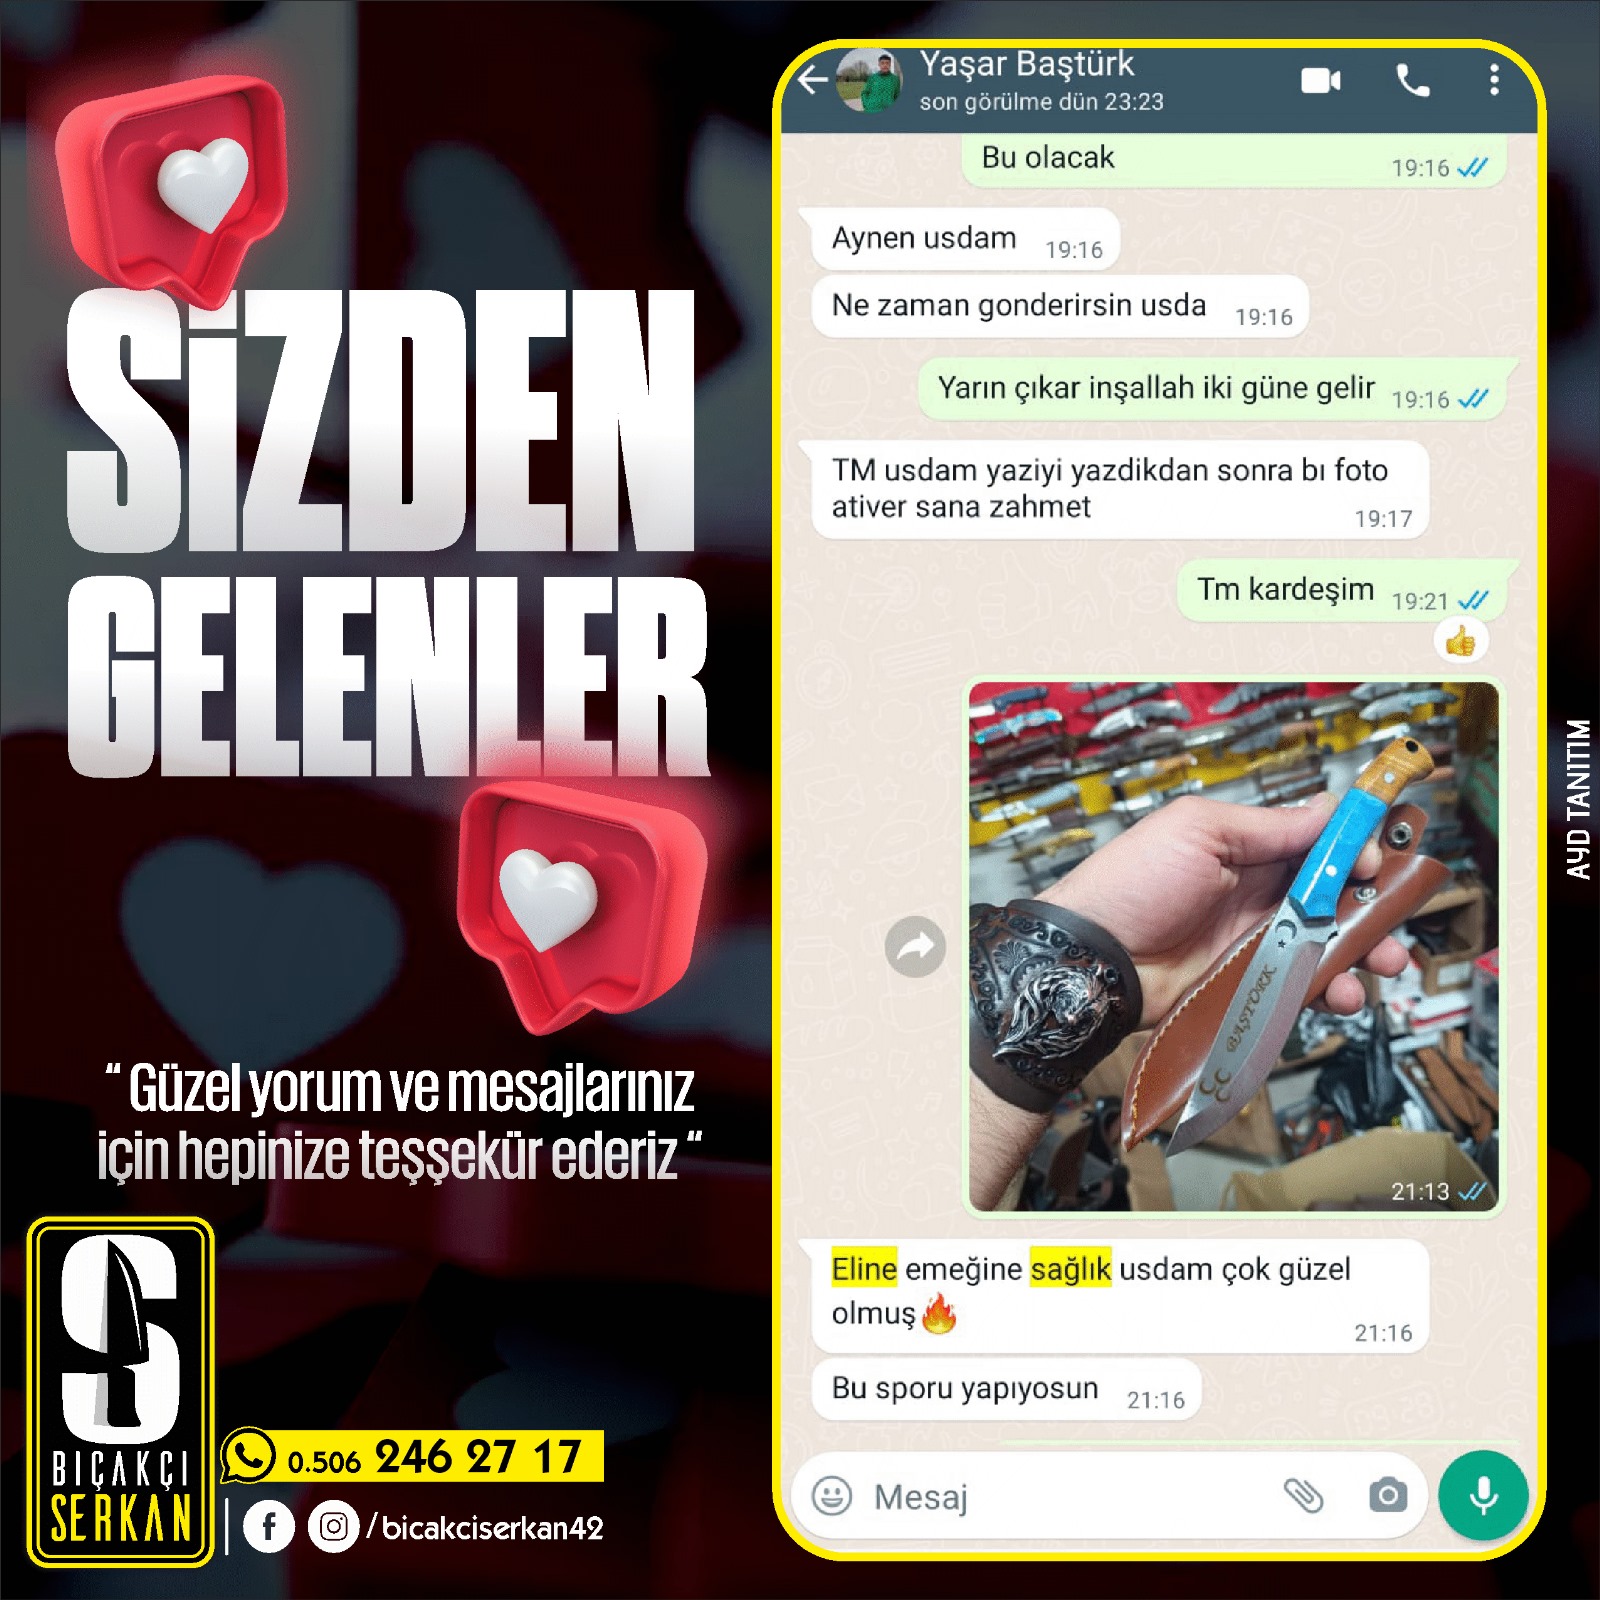 SİZDEN
GELENLER
“ Güzel yorum ve mesajlarınız
için hepinize teşşekür ederiz “
S
BIÇAKÇI
SERKAN
0.506 246 27 17
/bicakciserkan42
Yaşar Baştürk
son görülme dün 23:23
Bu olacak 19:16
Aynen usdam 19:16
Ne zaman gonderirsin usda 19:16
Yarın çıkar inşallah iki güne gelir 19:16
TM usdam yaziyi yazdikdan sonra bı foto
ativer sana zahmet 19:17
Tm kardeşim 19:21
BAŞTÜRK
21:13
Eline emeğine sağlık usdam çok güzel
olmuş🔥 21:16
Bu sporu yapıyosun 21:16
Mesaj
AYD TANITIM